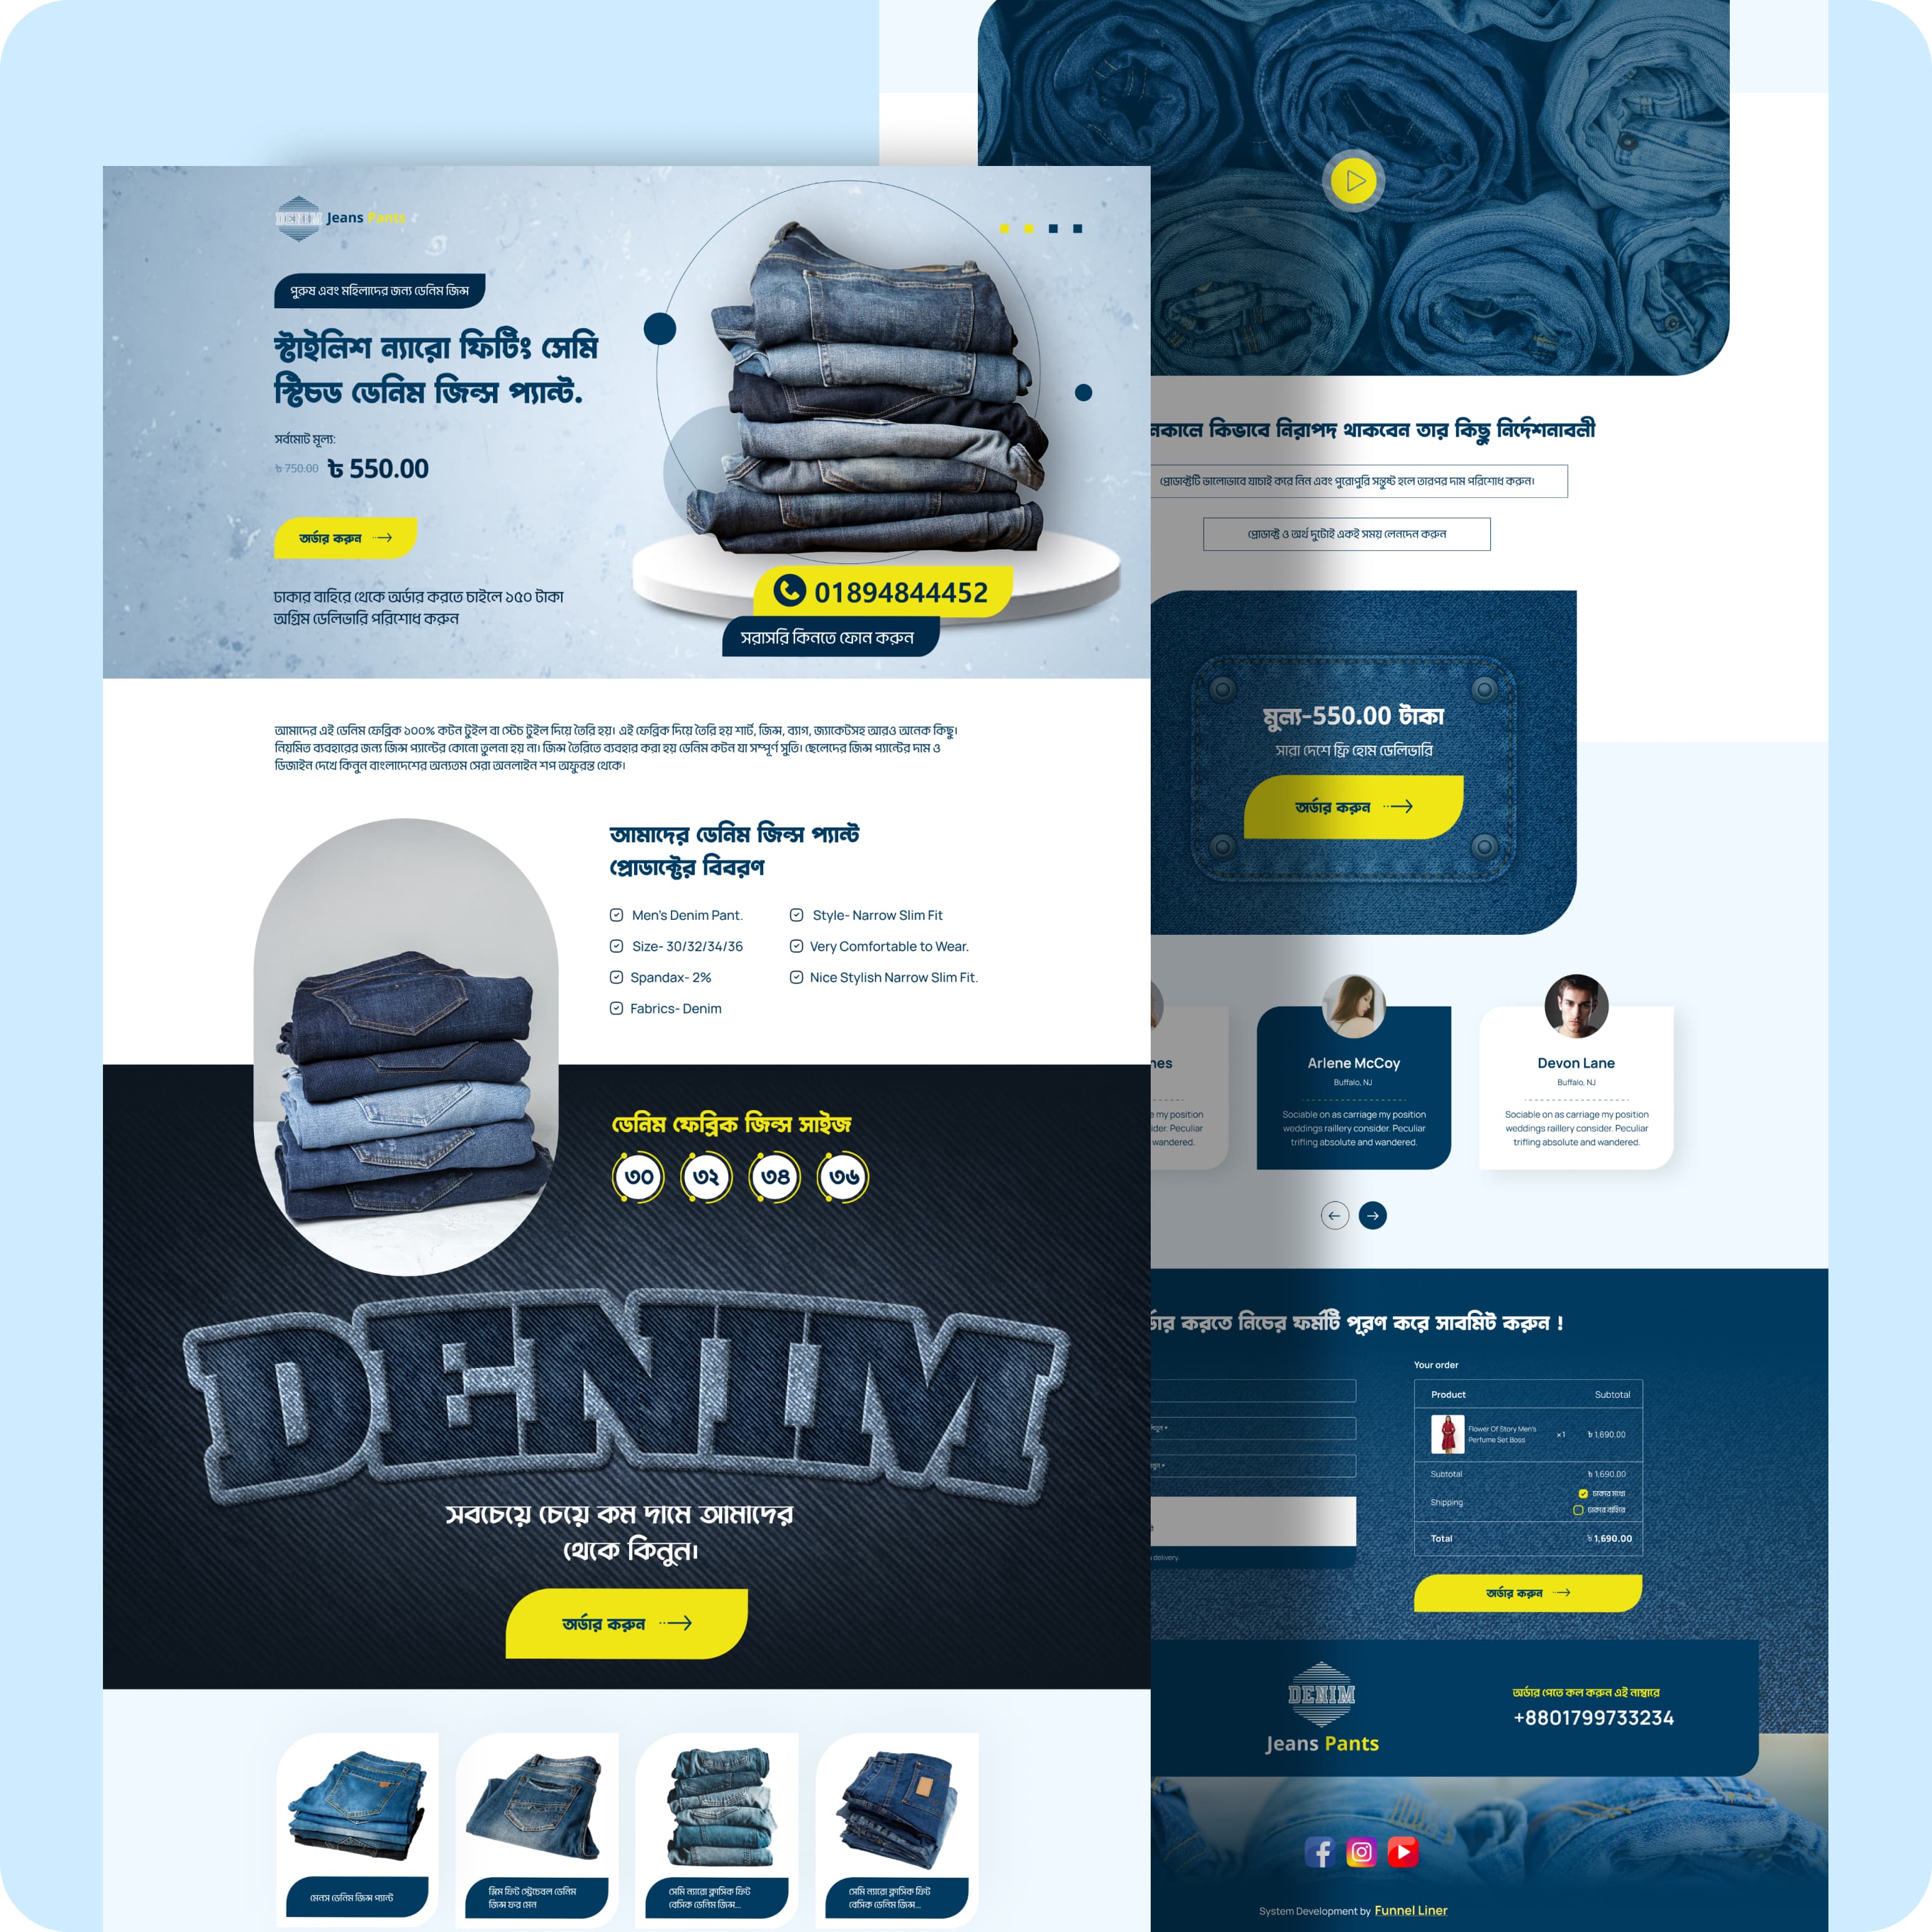 DENIM Jeans Pants
পুরুষ এবং মহিলাদের জন্য ডেনিম জিন্স
স্টাইলিশ ন্যারো ফিটিং সেমি
স্টিচড ডেনিম জিন্স প্যান্ট.
সর্বমোট মূল্য:
৳ 750.00 ৳ 550.00
অর্ডার করুন
ঢাকার বাহিরে থেকে অর্ডার করতে চাইলে ১৫০ টাকা
অগ্রিম ডেলিভারি পরিশোধ করুন
01894844452
সরাসরি কিনতে ফোন করুন
আমাদের এই ডেনিম ফেব্রিক ১০০% কটন টুইল বা স্টেচ টুইল দিয়ে তৈরি হয়। এই ফেব্রিক দিয়ে তৈরি হয় শার্ট, জিন্স, ব্যাগ, জ্যাকেটসহ আরও অনেক কিছু।
নিয়মিত ব্যবহারের জন্য জিন্স প্যান্টের কোনো তুলনা হয় না। জিন্স তৈরিতে ব্যবহার করা হয় ডেনিম কটন যা সম্পূর্ণ সুতি। ছেলেদের জিন্স প্যান্টের দাম ও
ডিজাইন দেখে কিনুন বাংলাদেশের অন্যতম সেরা অনলাইন শপ অফুরন্ত থেকে।
আমাদের ডেনিম জিন্স প্যান্ট
প্রোডাক্টের বিবরণ
Men's Denim Pant.
Size- 30/32/34/36
Spandax- 2%
Fabrics- Denim
Style- Narrow Slim Fit
Very Comfortable to Wear.
Nice Stylish Narrow Slim Fit.
ডেনিম ফেব্রিক জিন্স সাইজ
৩০ ৩২ ৩৪ ৩৬
DENIM
সবচেয়ে চেয়ে কম দামে আমাদের
থেকে কিনুন।
অর্ডার করুন
মেনস ডেনিম জিন্স প্যান্ট
স্লিম ফিট স্ট্রেচেবল ডেনিম
জিন্স ফর মেন
সেমি ন্যারো ক্লাসিক ফিট
বেসিক ডেনিম জিন্স...
সেমি ন্যারো ক্লাসিক ফিট
বেসিক ডেনিম জিন্স...
নকালে কিভাবে নিরাপদ থাকবেন তার কিছু নির্দেশনাবলী
প্রোডাক্টটি ভালোভাবে যাচাই করে নিন এবং পুরোপুরি সন্তুষ্ট হলে তারপর দাম পরিশোধ করুন।
প্রোডাক্ট ও অর্থ দুটোই একই সময় লেনদেন করুন
মুল্য-550.00 টাকা
সারা দেশে ফ্রি হোম ডেলিভারি
অর্ডার করুন
nes
my position
ider. Peculiar
wandered.
Arlene McCoy
Buffalo, NJ
Sociable on as carriage my position
weddings raillery consider. Peculiar
trifling absolute and wandered.
Devon Lane
Buffalo, NJ
Sociable on as carriage my position
weddings raillery consider. Peculiar
trifling absolute and wandered.
র্ডার করতে নিচের ফর্মটি পূরণ করে সাবমিট করুন !
delivery.
Your order
Product Subtotal
Flower Of Story Men's
Perfume Set Boss
×1 ৳ 1,690.00
Subtotal ৳ 1,690.00
Shipping
ঢাকার মধ্যে
ঢাকার বাহিরে
Total ৳ 1,690.00
অর্ডার করুন
DENIM
Jeans Pants
অর্ডার পেতে কল করুন এই নাম্বারে
+8801799733234
System Development by Funnel Liner